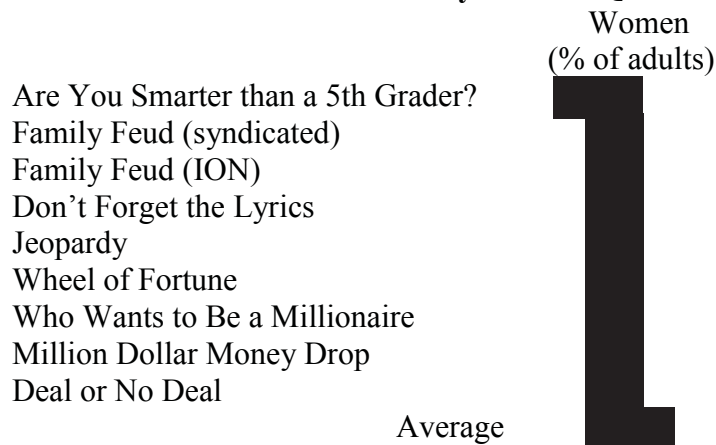 Women
(% of adults)
Are You Smarter than a 5th Grader?
Family Feud (syndicated)
Family Feud (ION)
Don’t Forget the Lyrics
Jeopardy
Wheel of Fortune
Who Wants to Be a Millionaire
Million Dollar Money Drop
Deal or No Deal
Average